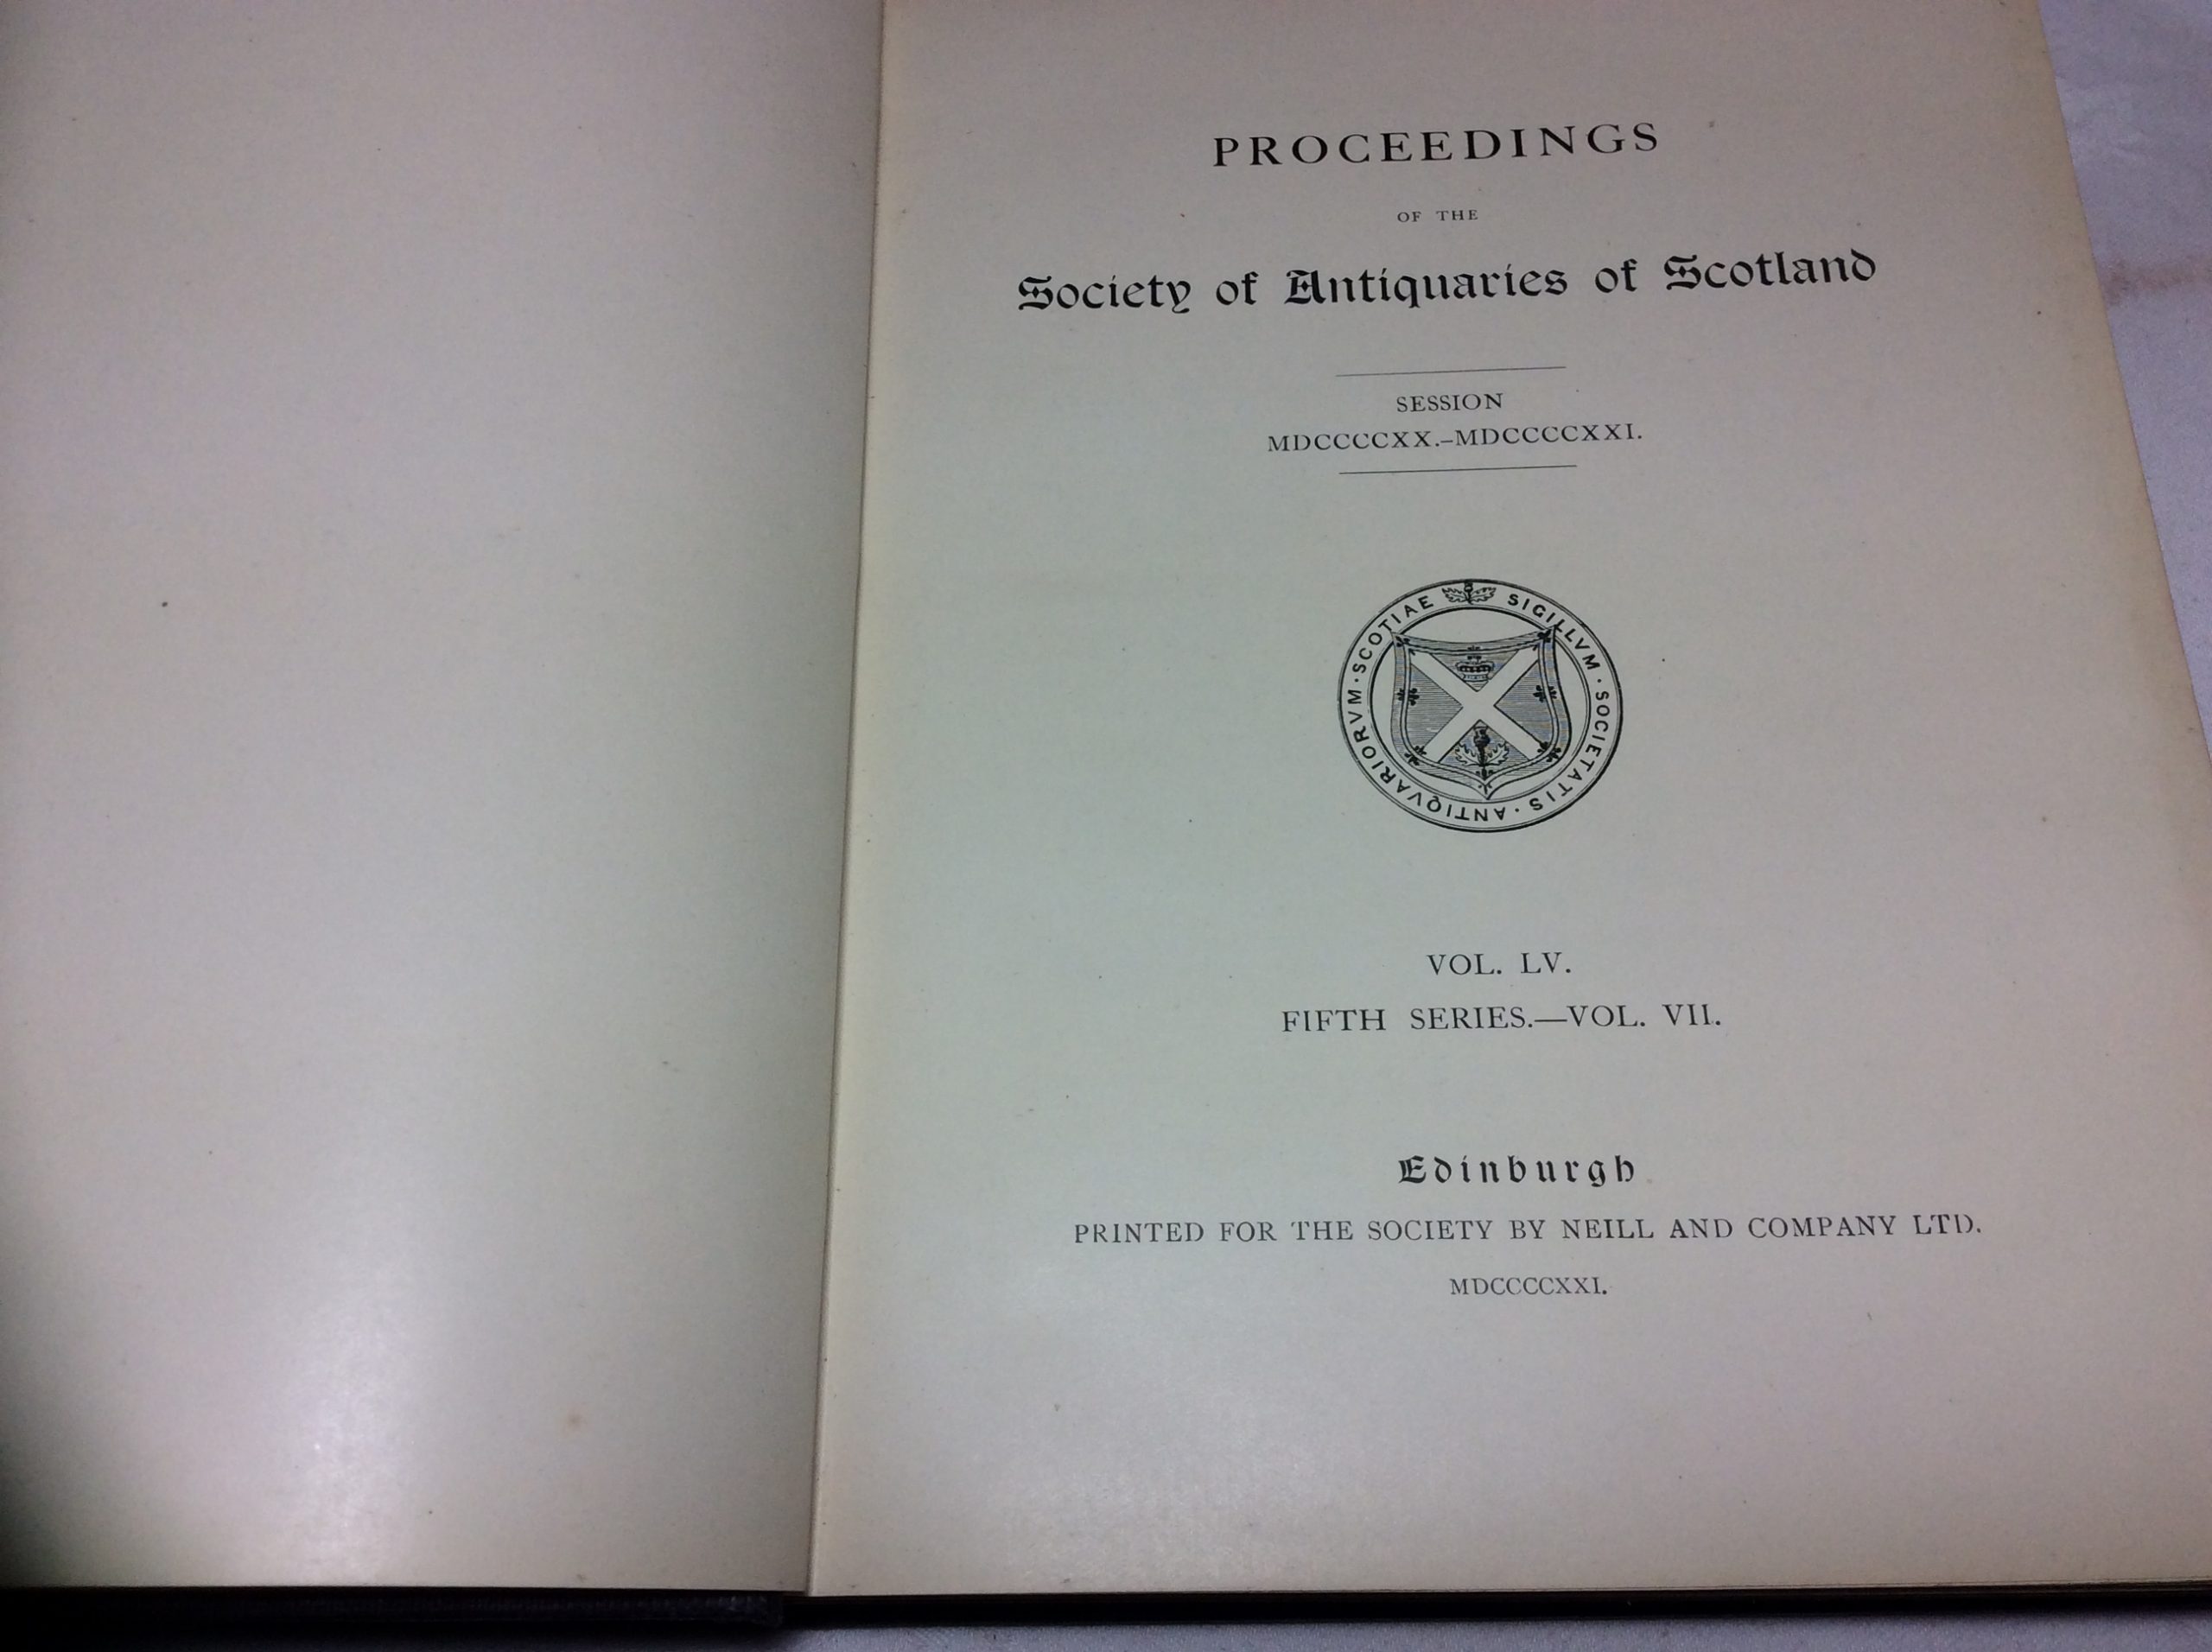 PROCEEDINGS
OF THE
Society of Antiquaries of Scotland
SESSION
MDCCCCXX.–MDCCCCXXI.
SIGILLVM · SOCIETATIS · ANTIQVARIORVM · SCOTIAE
VOL. LV.
FIFTH SERIES.—VOL. VII.
Edinburgh
PRINTED FOR THE SOCIETY BY NEILL AND COMPANY LTD.
MDCCCCXXI.